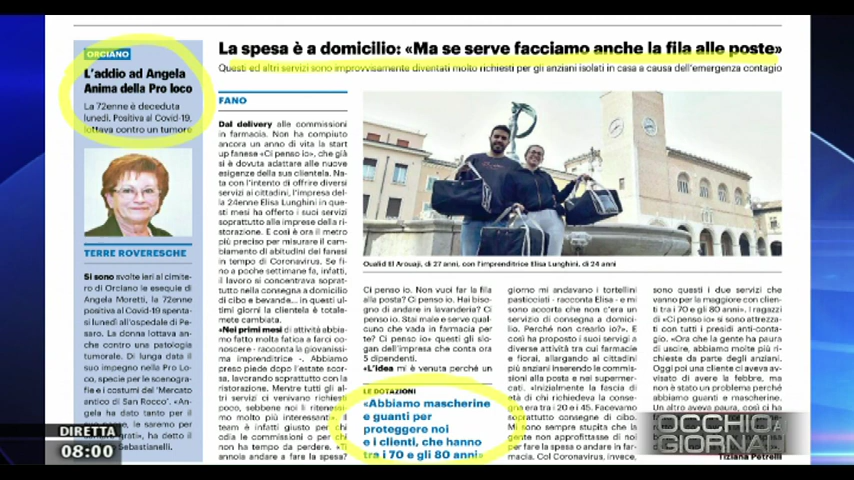 ORCIANO
L'addio ad Angela
Anima della Pro loco
La 72enne è deceduta
lunedì. Positiva al Covid-19,
lottava contro un tumore
TERRE ROVERESCHE
Si sono svolte ieri al cimite-
ro di Orciano le esequie di
Angela Moretti, la 72enne
positiva al Covid-19 spenta-
si lunedì all'ospedale di Pe-
saro. La donna lottava an-
che contro una patologia
tumorale. Di lunga data il
suo impegno nella Pro Lo-
co, specie per le scenogra-
fie e i costumi del 'Mercato
antico di San Rocco'. «An-
gela ha dato tanto per il
le saremo per
grati», ha detto il
Sebastianelli.
La spesa è a domicilio: «Ma se serve facciamo anche la fila alle poste»
Questi ed altri servizi sono improvvisamente diventati molto richiesti per gli anziani isolati in casa a causa dell'emergenza contagio
FANO
Dal delivery alle commissioni
in farmacia. Non ha compiuto
ancora un anno di vita la start
up fanese «Ci penso io», che già
si è dovuta adattare alle nuove
esigenze della sua clientela. Na-
ta con l'intento di offrire diversi
servizi ai cittadini, l'impresa del-
la 24enne Elisa Lunghini in que-
sti mesi ha offerto i suoi servizi
soprattutto alle imprese della ri-
storazione. E così è ora il metro
più preciso per misurare il cam-
biamento di abitudini dei fanesi
in tempo di Coronavirus. Se fi-
no a poche settimane fa, infatti,
il lavoro si concentrava soprat-
tutto nella consegna a domicilio
di cibo e bevande... in questi ul-
timi giorni la clientela è totale-
mente cambiata.
«Nei primi mesi di attività abbia-
mo fatto molta fatica a farci co-
noscere - racconta la giovanissi-
ma imprenditrice -. Abbiamo
preso piede dopo l'estate scor-
sa, lavorando soprattutto con la
ristorazione. Mentre tutti gli al-
tri servizi ci venivano richiesti
poco, sebbene noi li ritenessi-
mo molto più interessanti». Il
team è infatti giusto per chi
odia le commissioni o per chi
non ha tempo da perdere. «Ti
annoia andare a fare la spesa?
Oualid El Arouaji, di 27 anni, con l'imprenditrice Elisa Lunghini, di 24 anni
Ci penso io. Non vuoi far la fila
alla posta? Ci penso io. Hai biso-
gno di andare in lavanderia? Ci
penso io. Stai male e serve qual-
cuno che vada in farmacia per
te? Ci penso io» questi gli slo-
gan dell'impresa che conta ora
5 dipendenti.
«L'idea mi è venuta perché un
LE DOTAZIONI
«Abbiamo mascherine
e guanti per
proteggere noi
e i clienti, che hanno
tra i 70 e gli 80 anni»
giorno mi andavano i tortellini
pasticciati - racconta Elisa - e mi
sono accorta che non c'era un
servizio di consegna a domici-
lio. Perché non crearlo io?». E
così ha proposto i suoi servigi a
diverse attività tra cui farmacie
e fiorai, allargando ai cittadini
più anziani inserendo le commis-
sioni alla posta e nei supermer-
cati. «Inizialmente la fascia di
età di chi richiedeva la conse-
gna era tra i 20 e i 45. Facevamo
soprattutto consegne di cibo.
Mi sono sempre stupita che la
gente non approfittasse di noi
per fare la spesa o andare in far-
macia. Col Coronavirus, invece,
sono questi i due servizi che
vanno per la maggiore con clien-
ti tra i 70 e gli 80 anni». I ragazzi
di «Ci penso io» si sono attrezza-
ti con tutti i presidi anti-conta-
gio. «Ora che la gente ha paura
di uscire, abbiamo molte più ri-
chieste da parte degli anziani.
Oggi poi una cliente ci aveva av-
visato di avere la febbre, ma
non è stato un problema perché
abbiamo guanti e mascherine.
Un altro aveva paura, così ci ha
Tiziana Petrelli
DIRETTA
08:00
OCCHIO AI
GIORNALI